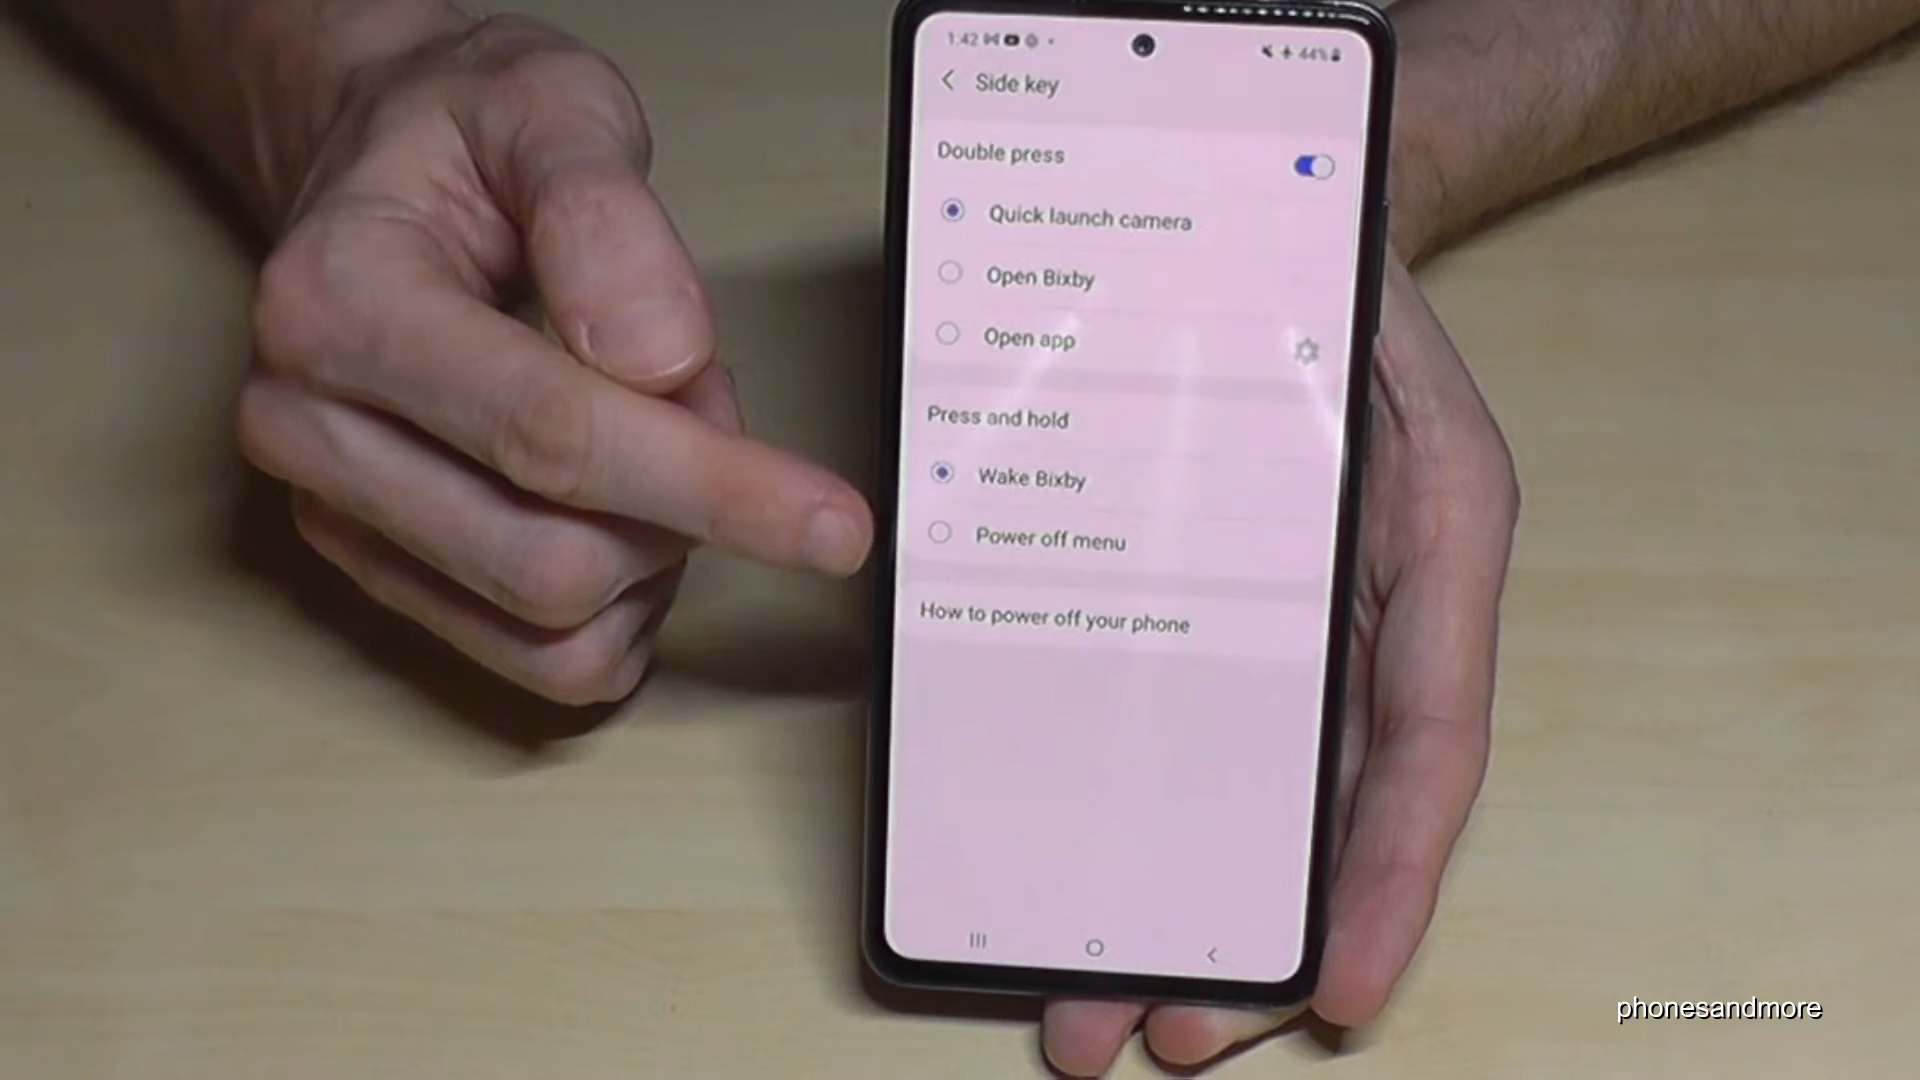 1:42
44%
Side key
Double press
Quick launch camera
Open Bixby
Open app
Press and hold
Wake Bixby
Power off menu
How to power off your phone
phonesandmore